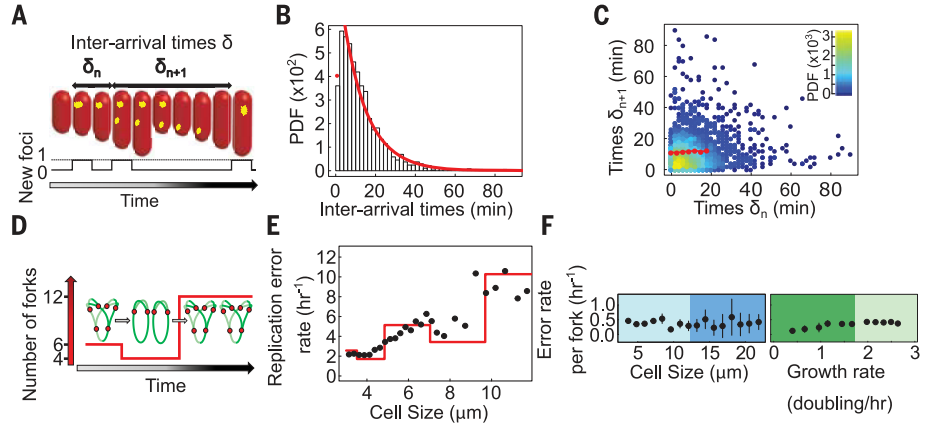 A
Inter-arrival times δ
δn
δn+1
New foci
1
0
Time
B
PDF (x10²)
6
5
4
3
2
1
0
0 20 40 60 80
Inter-arrival times (min)
C
Times δn+1
(min)
80
60
40
20
0
PDF (x10³)
3
2
1
0
0 20 40 60 80
Times δn (min)
D
Number of forks
12
6
4
Time
E
Replication error
rate (hr-1)
12
10
8
6
4
2
0
4 6 8 10
Cell Size (μm)
F
Error rate
per fork (hr-1)
1.0
0.5
0.0
5 10 15 20
Cell Size (μm)
0 1 2 3
Growth rate
(doubling/hr)